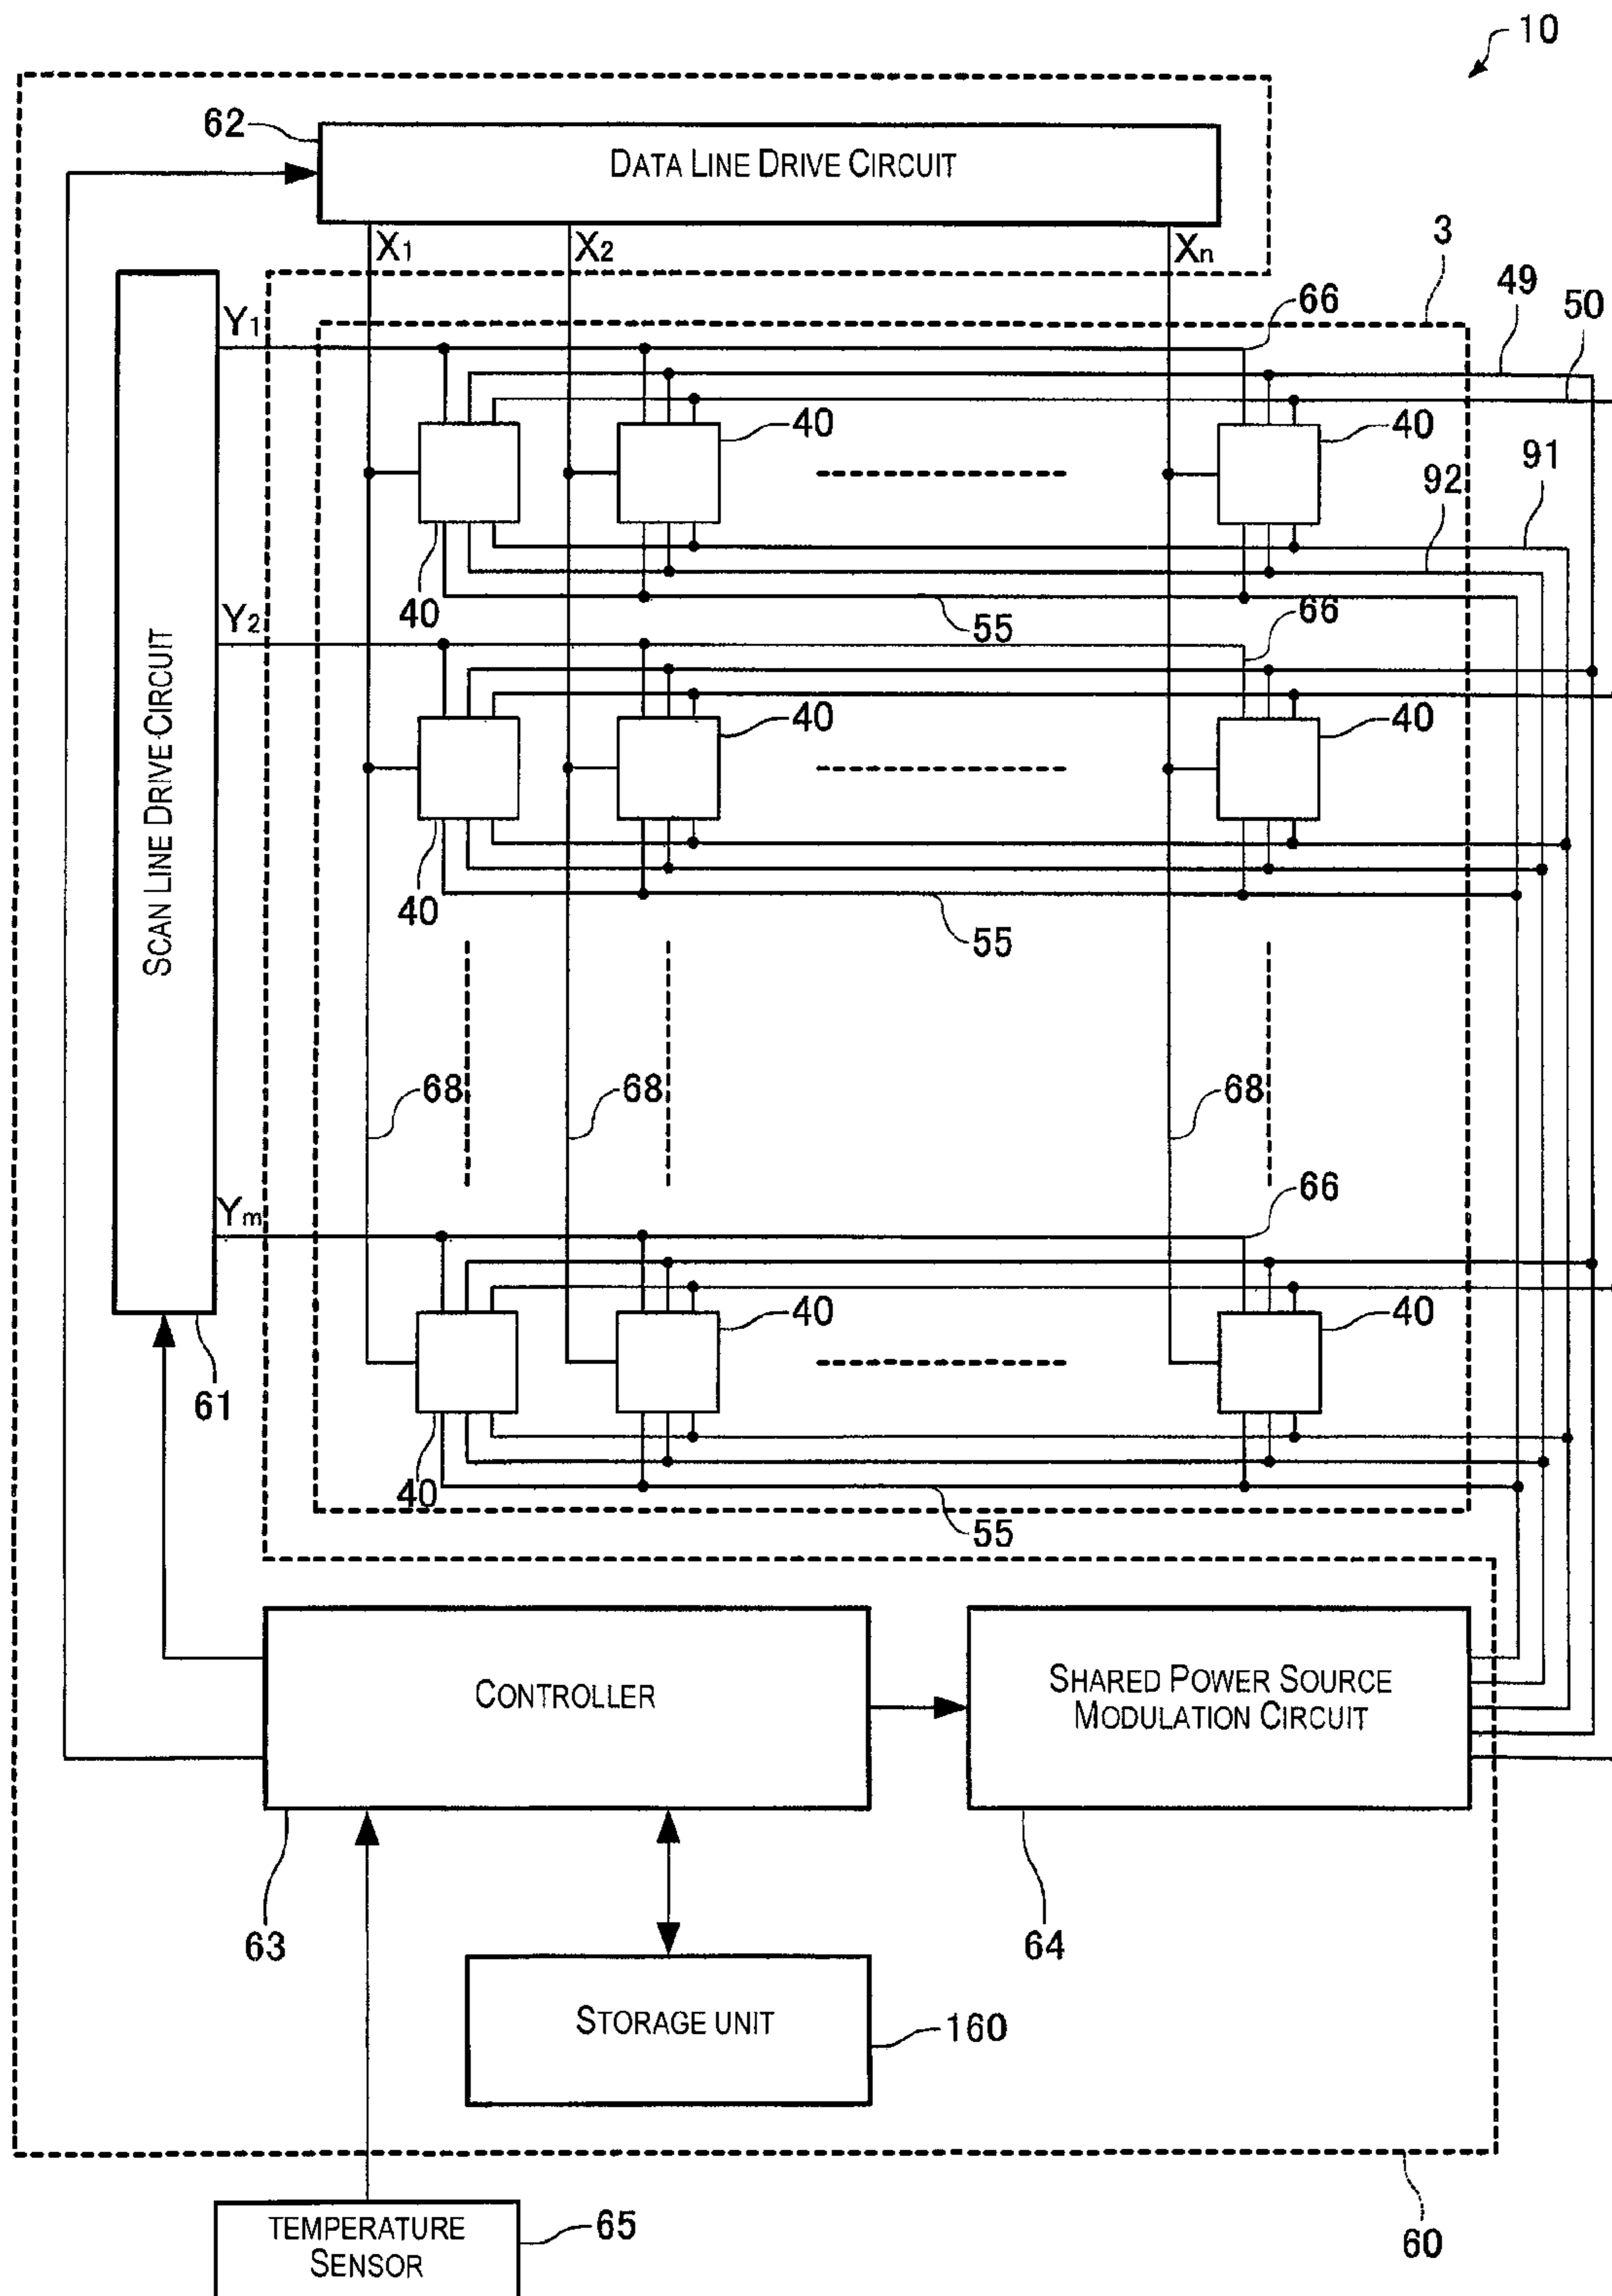 10
62
DATA LINE DRIVE CIRCUIT
X1 X2 Xn
3
49
50
66
Y1
40 40
91
92
40
55
66
Y2
40 40
40
55
SCAN LINE DRIVE CIRCUIT
68 68 68
66
Ym
40 40
61
40
55
CONTROLLER
SHARED POWER SOURCE
MODULATION CIRCUIT
63
64
STORAGE UNIT
160
TEMPERATURE
SENSOR
65
60